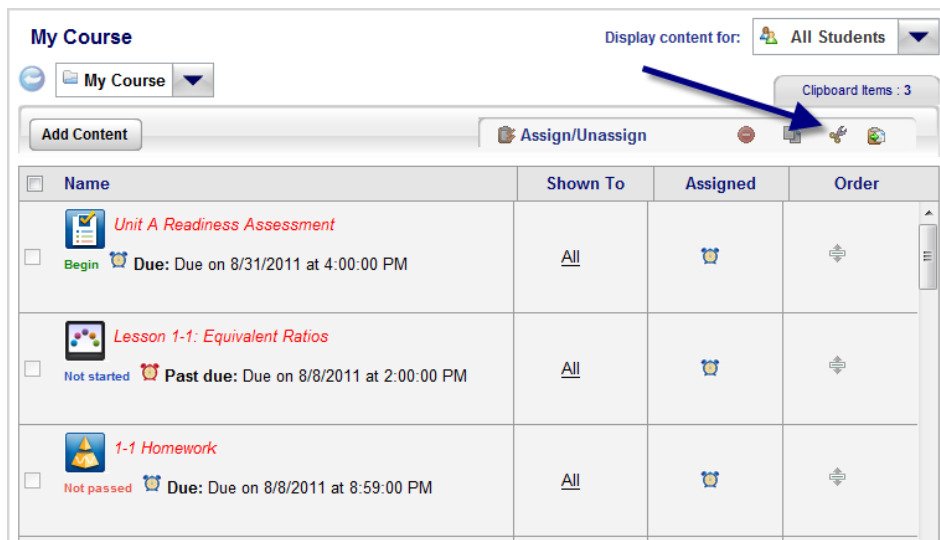 My Course
Display content for: All Students
My Course
Clipboard Items : 3
Add Content
Assign/Unassign
Name Shown To Assigned Order
Unit A Readiness Assessment
Begin Due: Due on 8/31/2011 at 4:00:00 PM
All
Lesson 1-1: Equivalent Ratios
Not started Past due: Due on 8/8/2011 at 2:00:00 PM
All
1-1 Homework
Not passed Due: Due on 8/8/2011 at 8:59:00 PM
All